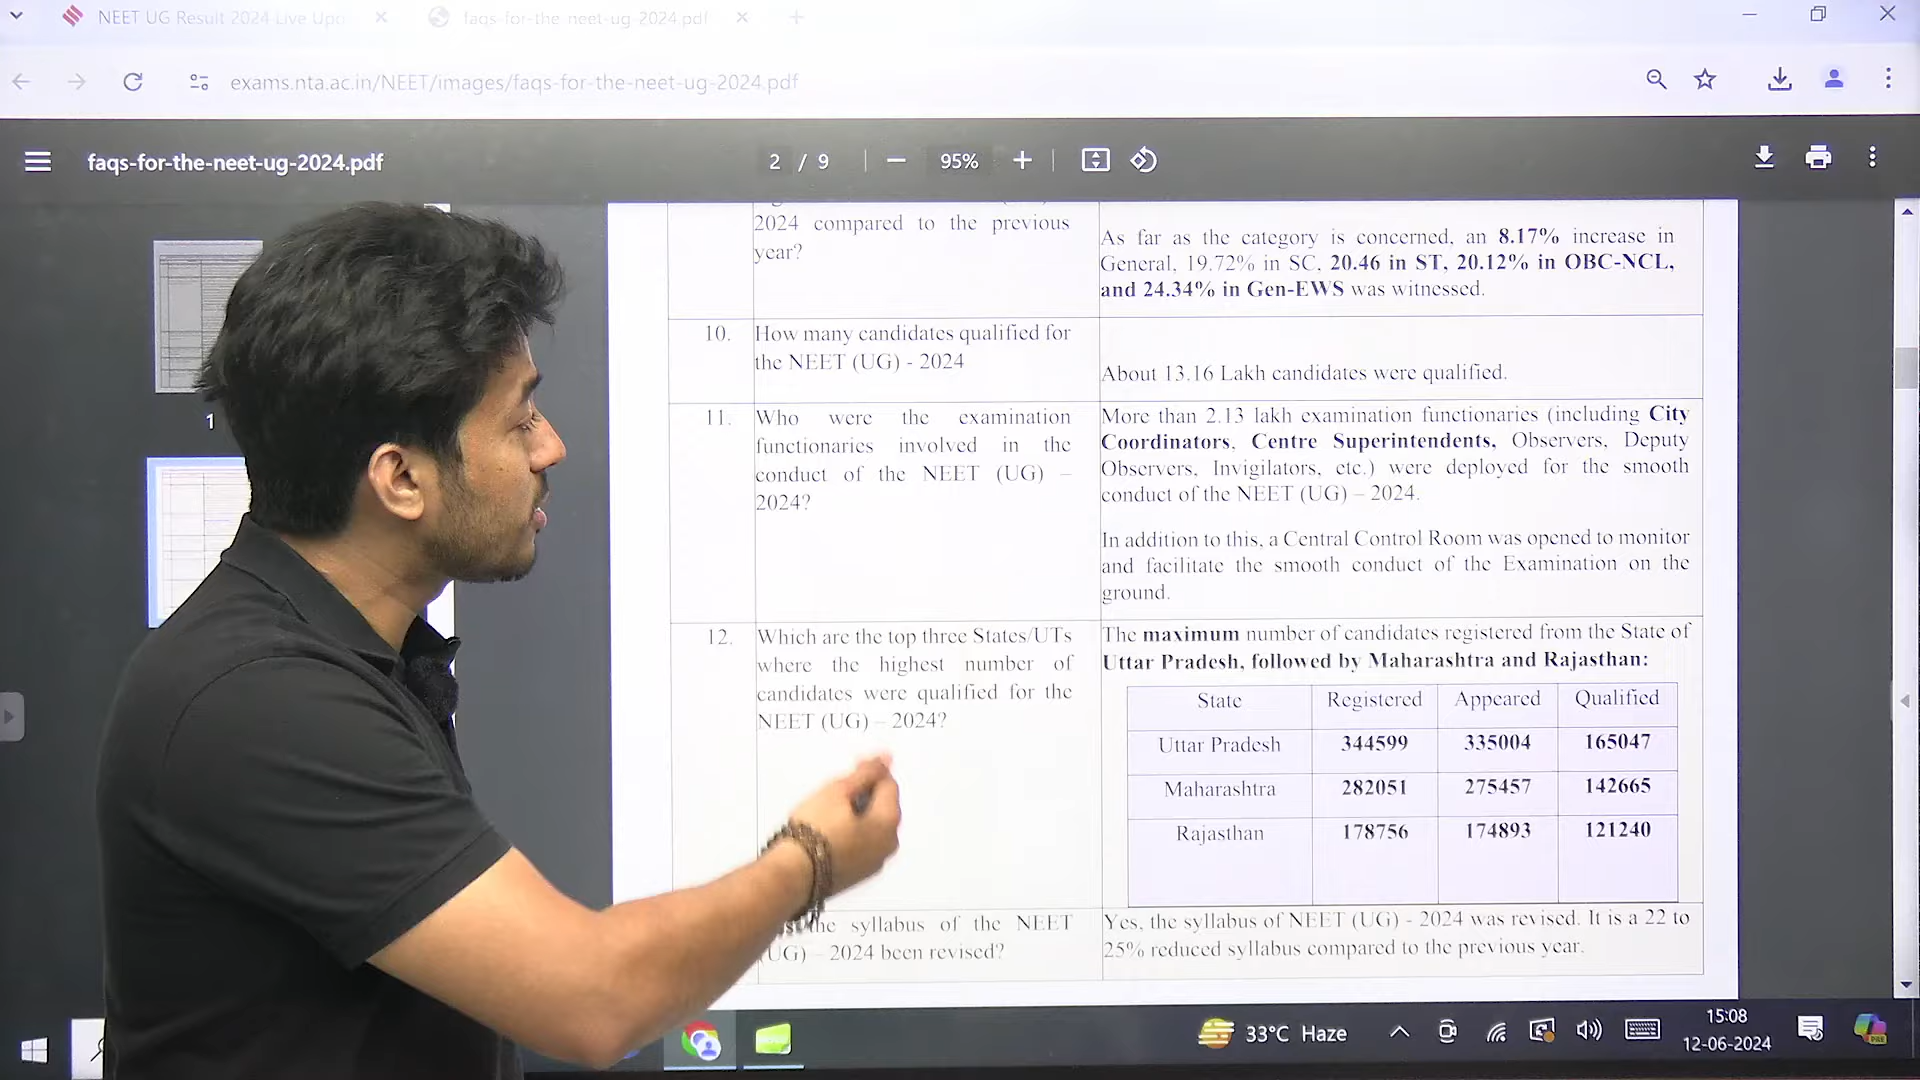 NEET UG Result 2024 Live Upd
faqs-for-the-neet-ug-2024.pdf
exams.nta.ac.in/NEET/images/faqs-for-the-neet-ug-2024.pdf
faqs-for-the-neet-ug-2024.pdf
2 / 9
95%
1
2024 compared to the previous
year?
As far as the category is concerned, an 8.17% increase in
General, 19.72% in SC, 20.46 in ST, 20.12% in OBC-NCL,
and 24.34% in Gen-EWS was witnessed.
10.
How many candidates qualified for
the NEET (UG) - 2024
About 13.16 Lakh candidates were qualified.
11.
Who were the examination
functionaries involved in the
conduct of the NEET (UG) –
2024?
More than 2.13 lakh examination functionaries (including City
Coordinators, Centre Superintendents, Observers, Deputy
Observers, Invigilators, etc.) were deployed for the smooth
conduct of the NEET (UG) – 2024.
In addition to this, a Central Control Room was opened to monitor
and facilitate the smooth conduct of the Examination on the
ground.
12.
Which are the top three States/UTs
where the highest number of
candidates were qualified for the
NEET (UG) – 2024?
The maximum number of candidates registered from the State of
Uttar Pradesh, followed by Maharashtra and Rajasthan:
State Registered Appeared Qualified
Uttar Pradesh 344599 335004 165047
Maharashtra 282051 275457 142665
Rajasthan 178756 174893 121240
the syllabus of the NEET
UG) – 2024 been revised?
Yes, the syllabus of NEET (UG) - 2024 was revised. It is a 22 to
25% reduced syllabus compared to the previous year.
33°C Haze
15:08
12-06-2024